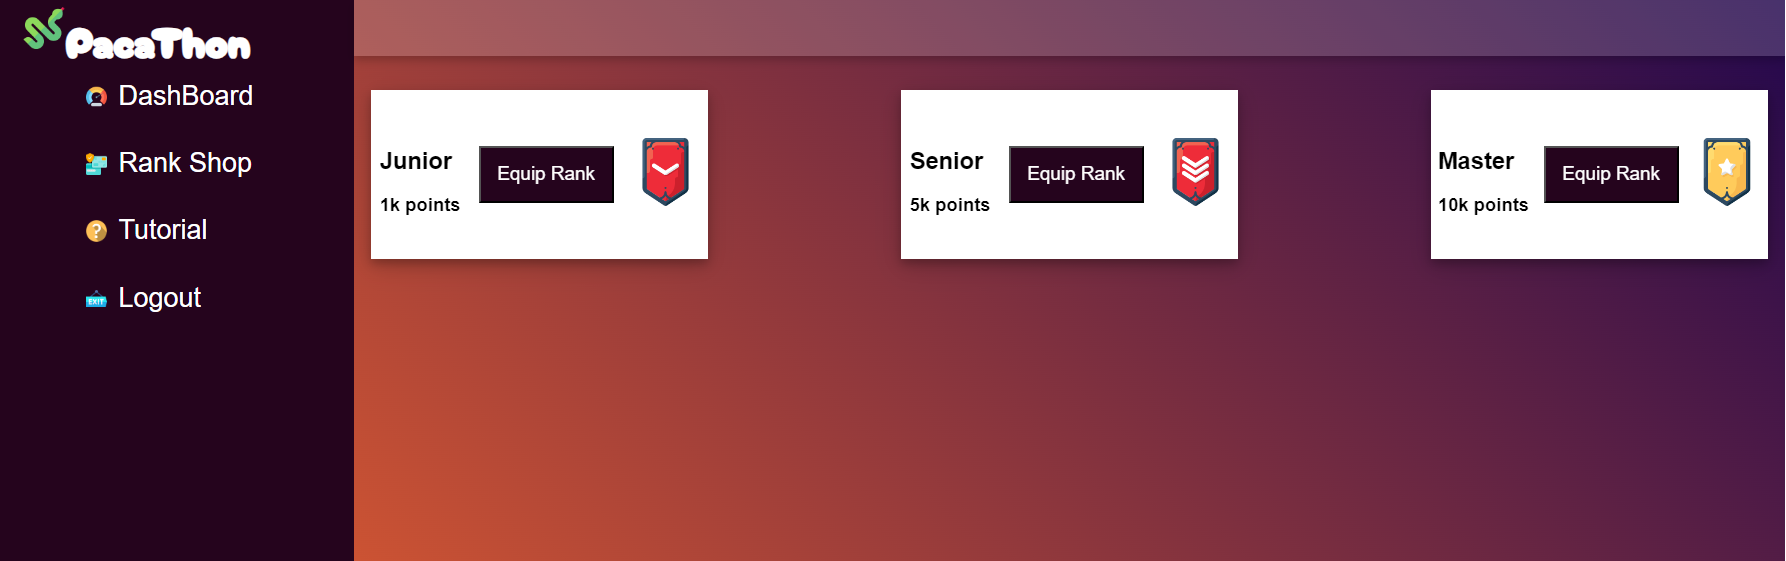 PacaThon
DashBoard
Rank Shop
Tutorial
EXIT
Logout
Junior
1k points
Equip Rank
Senior
5k points
Equip Rank
Master
10k points
Equip Rank